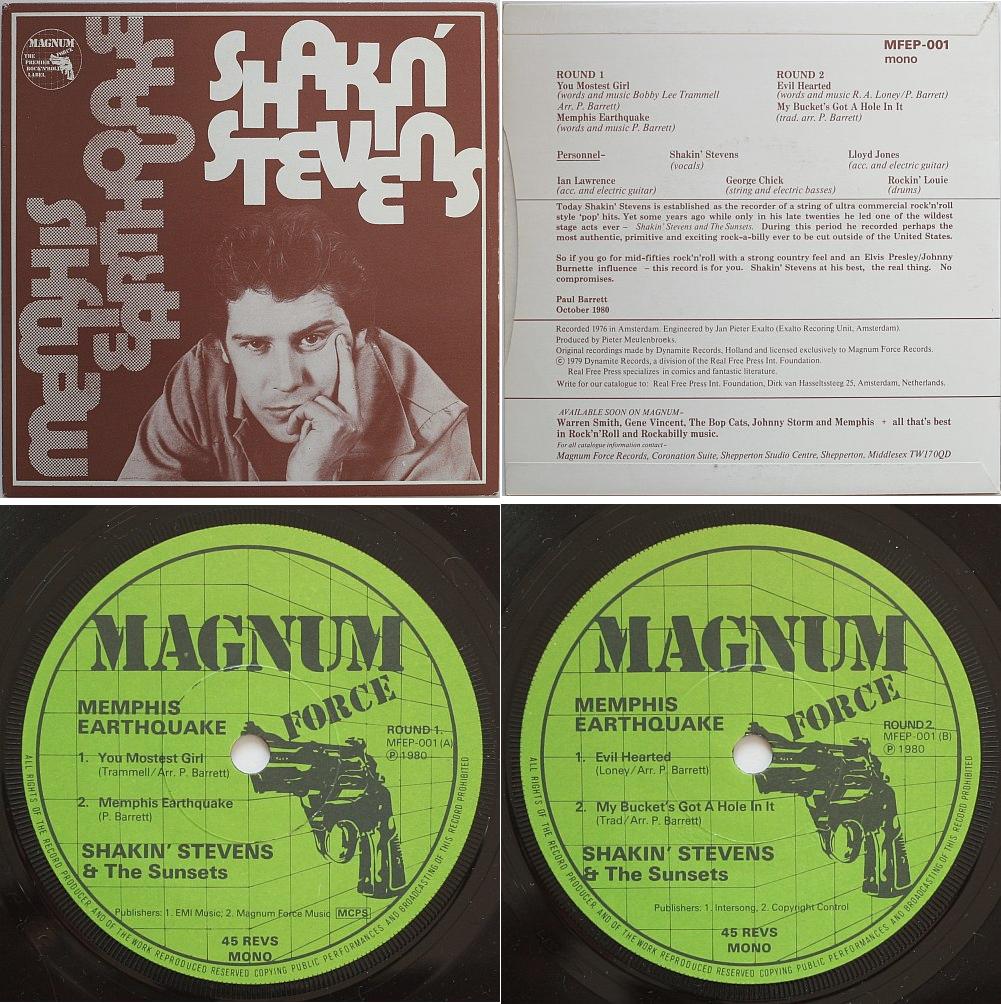 MAGNUM
FORCE
THE
PREMIER
ROCK'N'ROLL
LABEL
SHAKIN'
STEVENS
MEMPHIS
EARTHQUAKE
MFEP-001
mono
ROUND 1
You Mostest Girl
(words and music Bobby Lee Trammell
Arr. P. Barrett)
Memphis Earthquake
(words and music P. Barrett)
ROUND 2
Evil Hearted
(words and music R. A. Loney/P. Barrett)
My Bucket's Got A Hole In It
(trad. arr. P. Barrett)
Personnel-
Shakin' Stevens
(vocals)
Lloyd Jones
(acc. and electric guitar)
Ian Lawrence
(acc. and electric guitar)
George Chick
(string and electric basses)
Rockin' Louie
(drums)
Today Shakin' Stevens is established as the recorder of a string of ultra commercial rock'n'roll
style 'pop' hits. Yet some years ago while only in his late twenties he led one of the wildest
stage acts ever – Shakin' Stevens and The Sunsets. During this period he recorded perhaps the
most authentic, primitive and exciting rock-a-billy ever to be cut outside of the United States.
So if you go for mid-fifties rock'n'roll with a strong country feel and an Elvis Presley/Johnny
Burnette influence – this record is for you. Shakin' Stevens at his best, the real thing. No
compromises.
Paul Barrett
October 1980
Recorded 1976 in Amsterdam. Engineered by Jan Pieter Exalto (Exalto Recoring Unit, Amsterdam).
Produced by Pieter Meulenbroeks.
Original recordings made by Dynamite Records, Holland and licensed exclusively to Magnum Force Records.
© 1979 Dynamite Records, a division of the Real Free Press Int. Foundation.
Real Free Press specializes in comics and fantastic literature.
Write for our catalogue to: Real Free Press Int. Foundation, Dirk van Hasseltssteeg 25, Amsterdam, Netherlands.
AVAILABLE SOON ON MAGNUM–
Warren Smith, Gene Vincent, The Bop Cats, Johnny Storm and Memphis + all that's best
in Rock'n'Roll and Rockabilly music.
For all catalogue information contact–
Magnum Force Records, Coronation Suite, Shepperton Studio Centre, Shepperton, Middlesex TW170QD
MAGNUM
FORCE
MEMPHIS
EARTHQUAKE
ROUND 1.
MFEP-001 (A)
℗ 1980
1. You Mostest Girl
(Trammell/Arr. P. Barrett)
2. Memphis Earthquake
(P. Barrett)
SHAKIN' STEVENS
& The Sunsets
Publishers: 1. EMI Music; 2. Magnum Force Music MCPS
45 REVS
MONO
ALL RIGHTS OF THE RECORD PRODUCER AND OF THE WORK REPRODUCED RESERVED COPYING PUBLIC PERFORMANCES AND BROADCASTING OF THIS RECORD PROHIBITED
MAGNUM
FORCE
MEMPHIS
EARTHQUAKE
ROUND 2.
MFEP-001 (B)
℗ 1980
1. Evil Hearted
(Loney/Arr. P. Barrett)
2. My Bucket's Got A Hole In It
(Trad/Arr. P. Barrett)
SHAKIN' STEVENS
& The Sunsets
Publishers: 1. Intersong, 2. Copyright Control
45 REVS
MONO
ALL RIGHTS OF THE RECORD PRODUCER AND OF THE WORK REPRODUCED RESERVED COPYING PUBLIC PERFORMANCES AND BROADCASTING OF THIS RECORD PROHIBITED